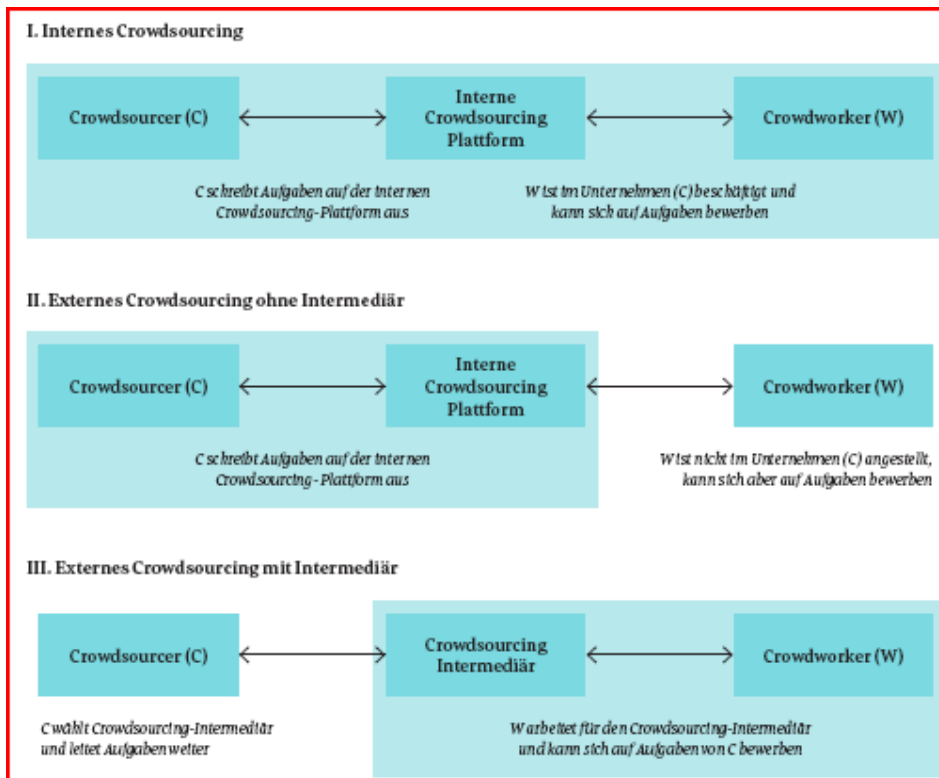 I. Internes Crowdsourcing
Crowdsourcer (C)
Interne
Crowdsourcing
Plattform
Crowdworker (W)
C schreibt Aufgaben auf der internen
Crowdsourcing-Plattform aus
W ist im Unternehmen (C) beschäftigt und
kann sich auf Aufgaben bewerben
II. Externes Crowdsourcing ohne Intermediär
Crowdsourcer (C)
Interne
Crowdsourcing
Plattform
Crowdworker (W)
C schreibt Aufgaben auf der internen
Crowdsourcing-Plattform aus
W ist nicht im Unternehmen (C) angestellt,
kann sich aber auf Aufgaben bewerben
III. Externes Crowdsourcing mit Intermediär
Crowdsourcer (C)
Crowdsourcing
Intermediär
Crowdworker (W)
C wählt Crowdsourcing-Intermediär
und leitet Aufgaben weiter
W arbeitet für den Crowdsourcing-Intermediär
und kann sich auf Aufgaben von C bewerben